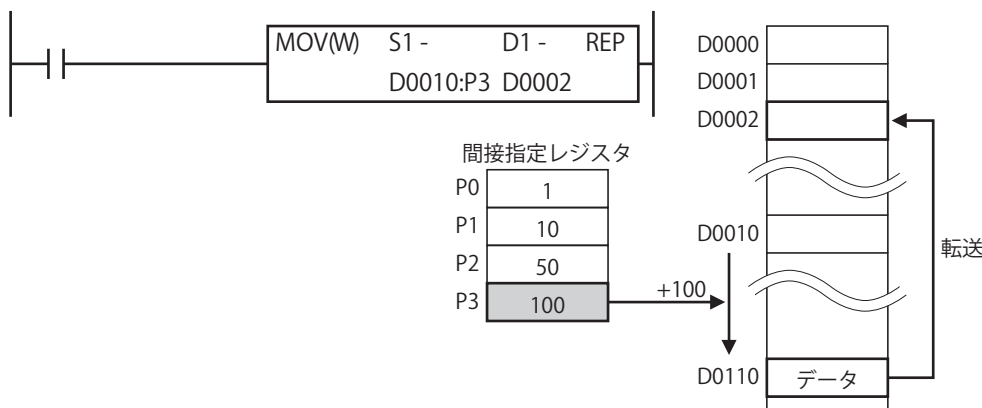 MOV(W) S1 - D1 - REP
D0010:P3 D0002
間接指定レジスタ
P0 1
P1 10
P2 50
P3 100
+100
D0000
D0001
D0002
D0010
D0110 データ
転送